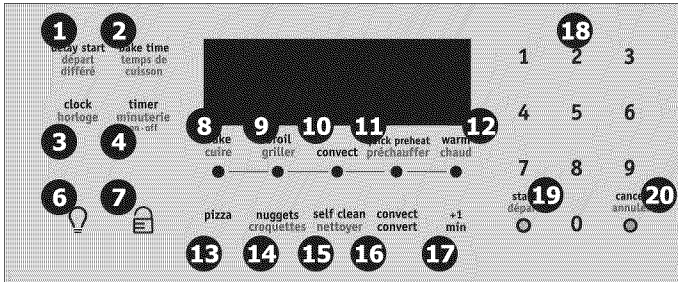 1 2 18
delay start bake time
départ temps de
différé cuisson
1 2 3
clock timer
horloge minuterie
on - off
3 4
8 9 10 11 12
4 5 6
bake broil convect quick preheat warm
cuire griller préchauffer chaud
7 8 9
6 7
start 19 cancel 20
départ annuler
0
pizza nuggets self clean convect +1
croquettes nettoyer convert min
13 14 15 16 17